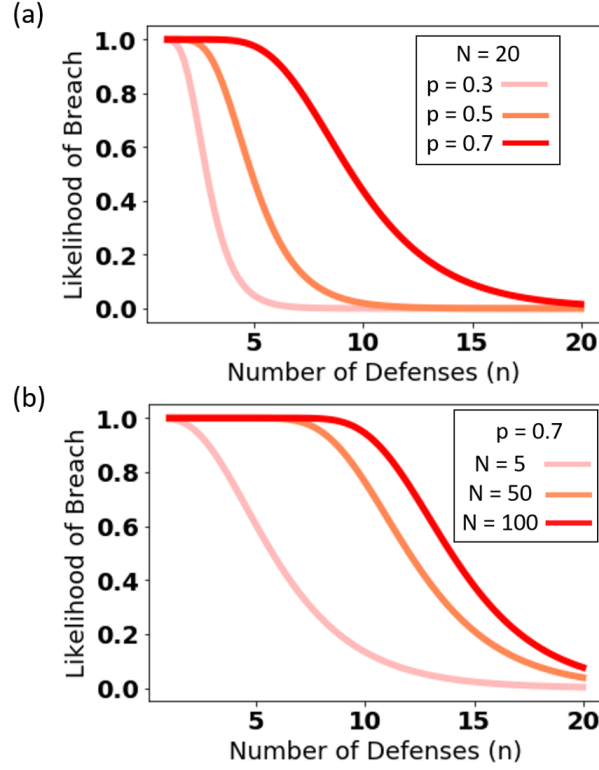 (a)
Likelihood of Breach
1.0
0.8
0.6
0.4
0.2
0.0
N = 20
p = 0.3
p = 0.5
p = 0.7
5
10
15
20
Number of Defenses (n)
(b)
Likelihood of Breach
1.0
0.8
0.6
0.4
0.2
0.0
p = 0.7
N = 5
N = 50
N = 100
5
10
15
20
Number of Defenses (n)